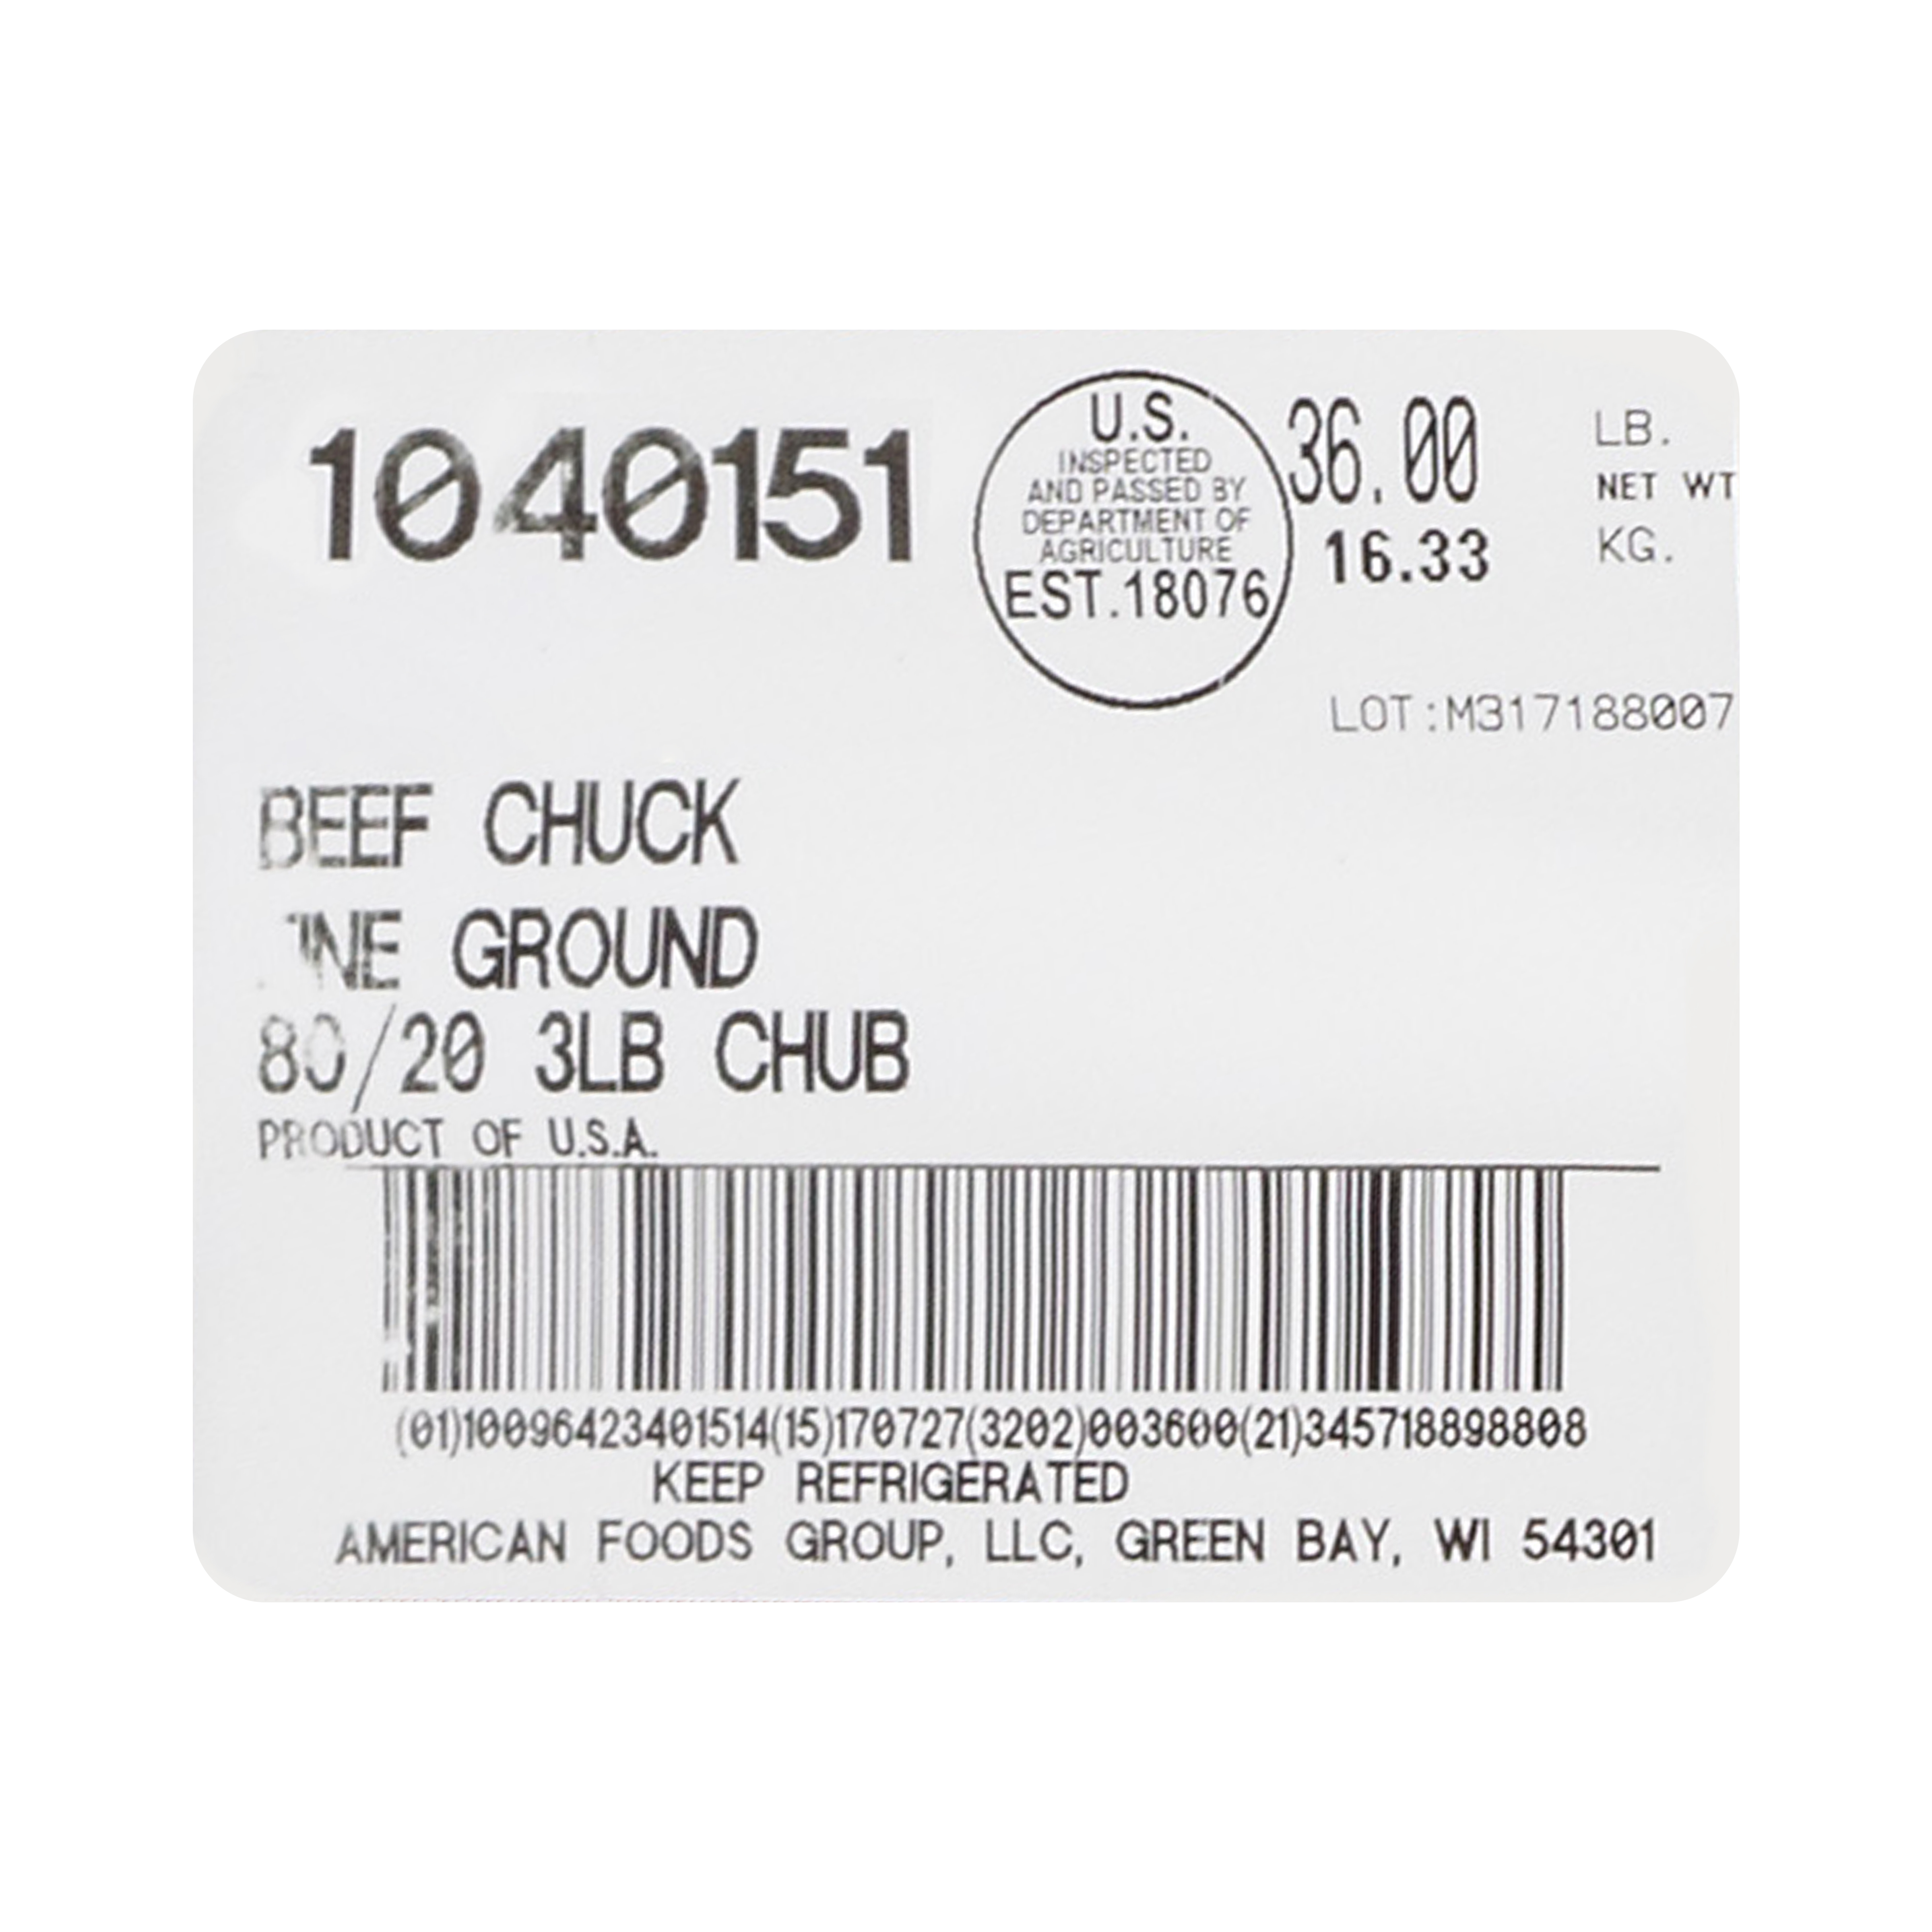 1040151
U.S.
INSPECTED
AND PASSED BY
DEPARTMENT OF
AGRICULTURE
EST.18076
36.00 LB.
NET WT
16.33 KG.
LOT:M317188007
BEEF CHUCK
GROUND
80/20 3LB CHUB
PRODUCT OF U.S.A.
(01)10096423401514(15)170727(3202)003600(21)345718898808
KEEP REFRIGERATED
AMERICAN FOODS GROUP, LLC, GREEN BAY, WI 54301